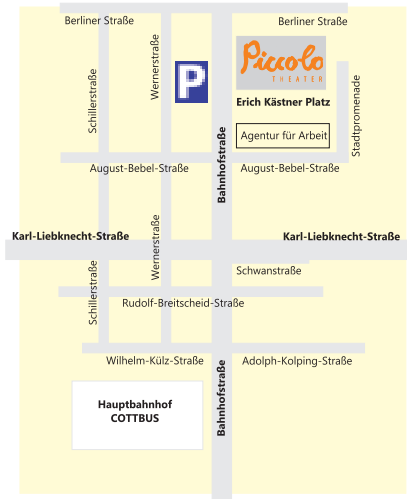 Berliner Straße
Berliner Straße
Piccolo
THEATER
Erich Kästner Platz
Schillerstraße
Wernerstraße
P
Stadtpromenade
Agentur für Arbeit
Bahnhofstraße
August-Bebel-Straße
August-Bebel-Straße
Karl-Liebknecht-Straße
Karl-Liebknecht-Straße
Wernerstraße
Schwanstraße
Schillerstraße
Rudolf-Breitscheid-Straße
Wilhelm-Külz-Straße
Adolph-Kolping-Straße
Bahnhofstraße
Hauptbahnhof
COTTBUS